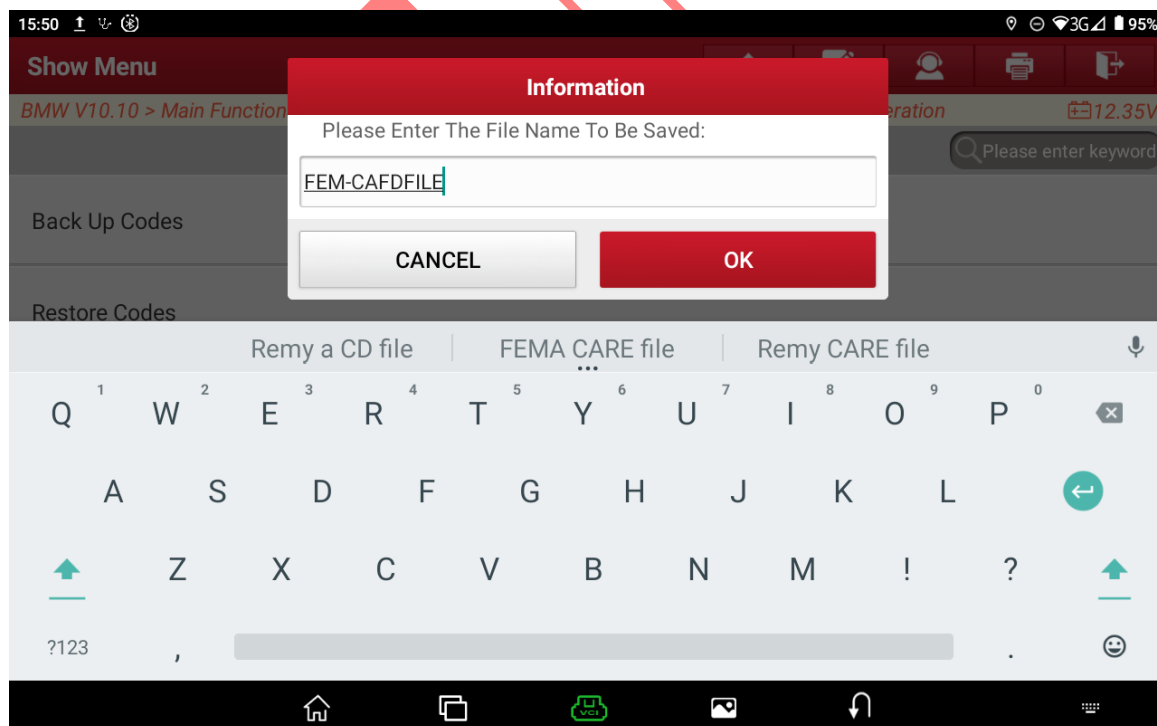 15:50 3G 95%
Show Menu
Information
BMW V10.10 > Main Function eration 12.35V
Please Enter The File Name To Be Saved:
Please enter keyword
FEM-CAFDFILE
Back Up Codes
CANCEL OK
Restore Codes
Remy a CD file FEMA CARE file Remy CARE file
1 2 3 4 5 6 7 8 9 0
Q W E R T Y U I O P
A S D F G H J K L
Z X C V B N M ! ?
?123 , .
VCI